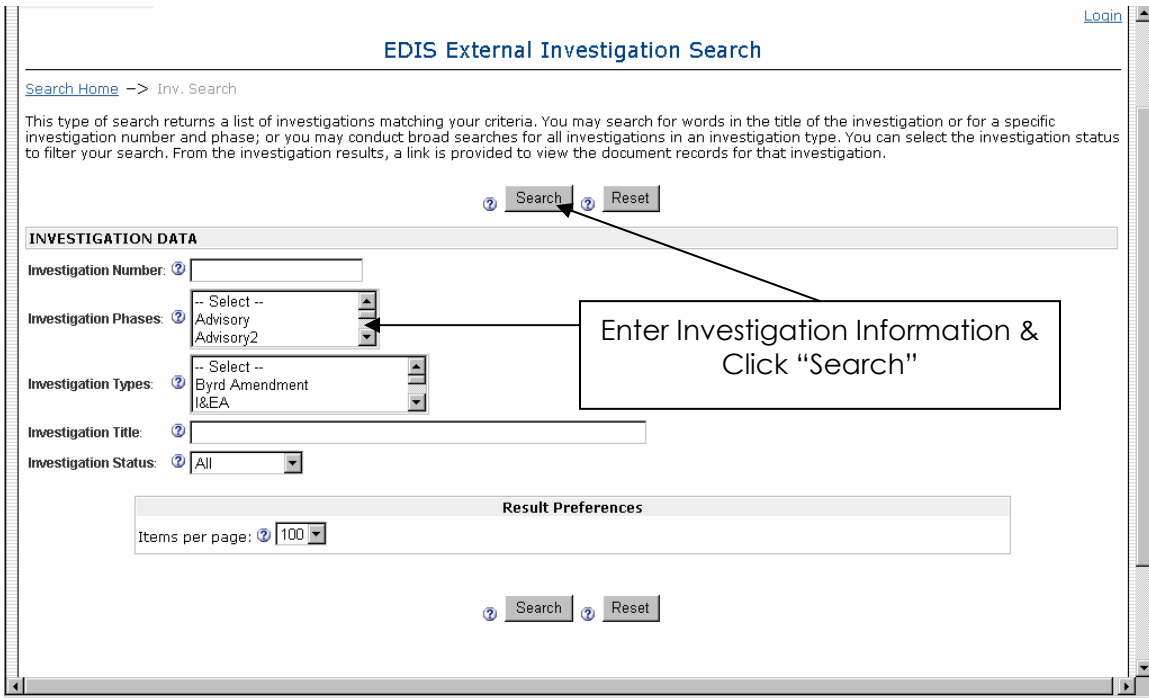 Login
EDIS External Investigation Search
Search Home –> Inv. Search
This type of search returns a list of investigations matching your criteria. You may search for words in the title of the investigation or for a specific
investigation number and phase; or you may conduct broad searches for all investigations in an investigation type. You can select the investigation status
to filter your search. From the investigation results, a link is provided to view the document records for that investigation.
? Search ? Reset
INVESTIGATION DATA
Investigation Number: ?
Investigation Phases: ? -- Select --
Advisory
Advisory2
Enter Investigation Information &
Click “Search”
Investigation Types: ? -- Select --
Byrd Amendment
I&EA
Investigation Title: ?
Investigation Status: ? All
Result Preferences
Items per page: ? 100
? Search ? Reset